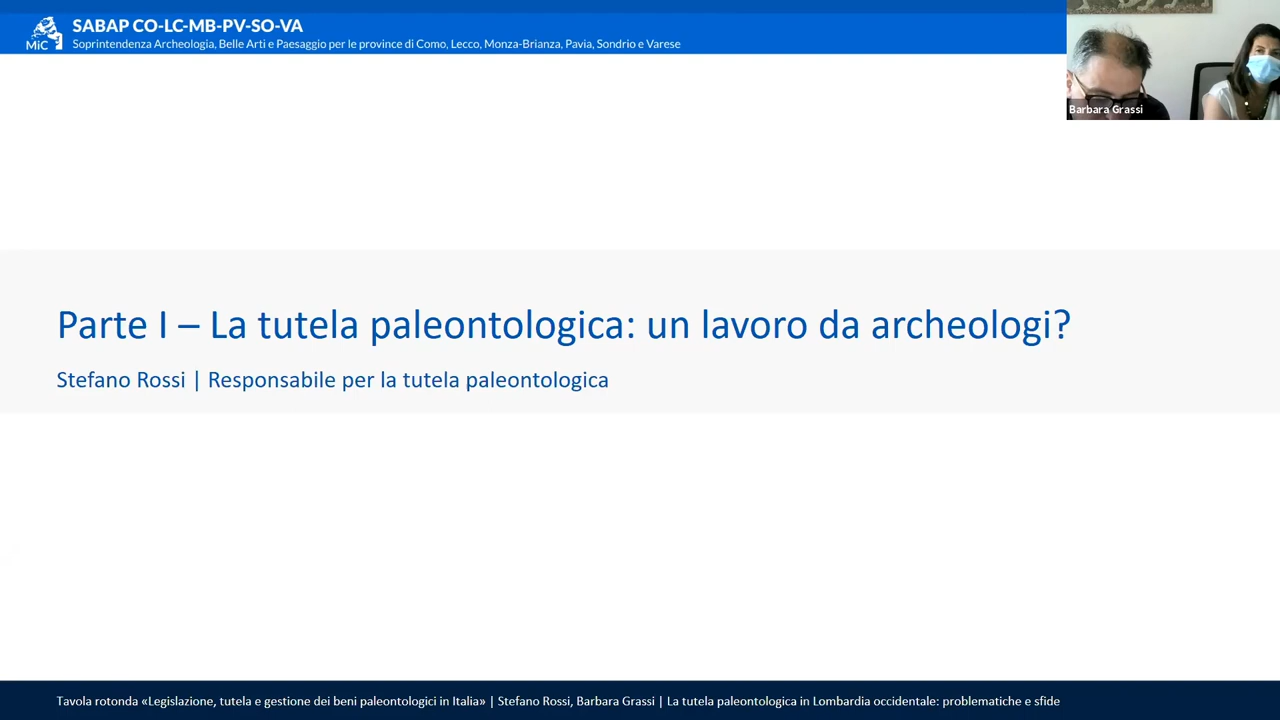 SABAP CO-LC-MB-PV-SO-VA
MiC
Soprintendenza Archeologia, Belle Arti e Paesaggio per le province di Como, Lecco, Monza-Brianza, Pavia, Sondrio e Varese
Barbara Grassi
Parte I – La tutela paleontologica: un lavoro da archeologi?
Stefano Rossi | Responsabile per la tutela paleontologica
Tavola rotonda «Legislazione, tutela e gestione dei beni paleontologici in Italia» | Stefano Rossi, Barbara Grassi | La tutela paleontologica in Lombardia occidentale: problematiche e sfide